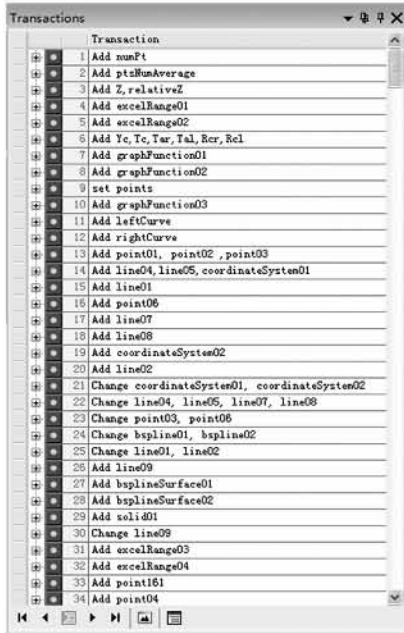 Transactions
Transaction
1 Add numPt
2 Add ptsNumAverage
3 Add Z,relativeZ
4 Add excelRange01
5 Add excelRange02
6 Add Yc,Tc,Tar,Tal,Rcr,Rcl
7 Add graphFunction01
8 Add graphFunction02
9 set points
10 Add graphFunction03
11 Add leftCurve
12 Add rightCurve
13 Add point01, point02 ,point03
14 Add line04,line05,coordinateSystem01
15 Add line01
16 Add point06
17 Add line07
18 Add line08
19 Add coordinateSystem02
20 Add line02
21 Change coordinateSystem01, coordinateSystem02
22 Change line04, line05, line07, line08
23 Change point03, point06
24 Change bspline01, bspline02
25 Change line01, line02
26 Add line09
27 Add bsplineSurface01
28 Add bsplineSurface02
29 Add solid01
30 Change line09
31 Add excelRange03
32 Add excelRange04
33 Add point161
34 Add point04